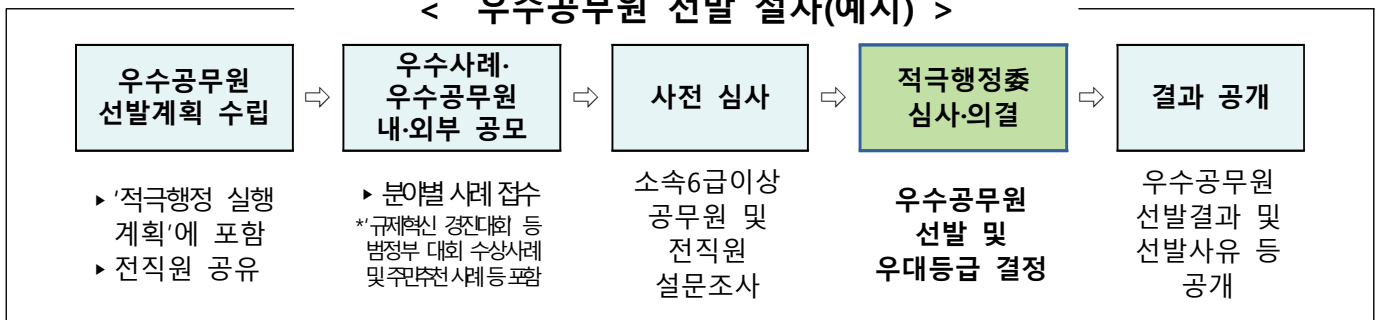 < 우수공무원 선발 절차(예시) >
우수공무원
선발계획 수립
⇨
우수사례·
우수공무원
내·외부 공모
⇨
사전 심사
⇨
적극행정委
심사·의결
⇨
결과 공개
▸ '적극행정 실행
계획'에 포함
▸ 전직원 공유
▸ 분야별 사례 접수
*'규제혁신 경진대회 등
범정부 대회 수상사례
및 주민추천 사례 등 포함
소속6급이상
공무원 및
전직원
설문조사
우수공무원
선발 및
우대등급 결정
우수공무원
선발결과 및
선발사유 등
공개